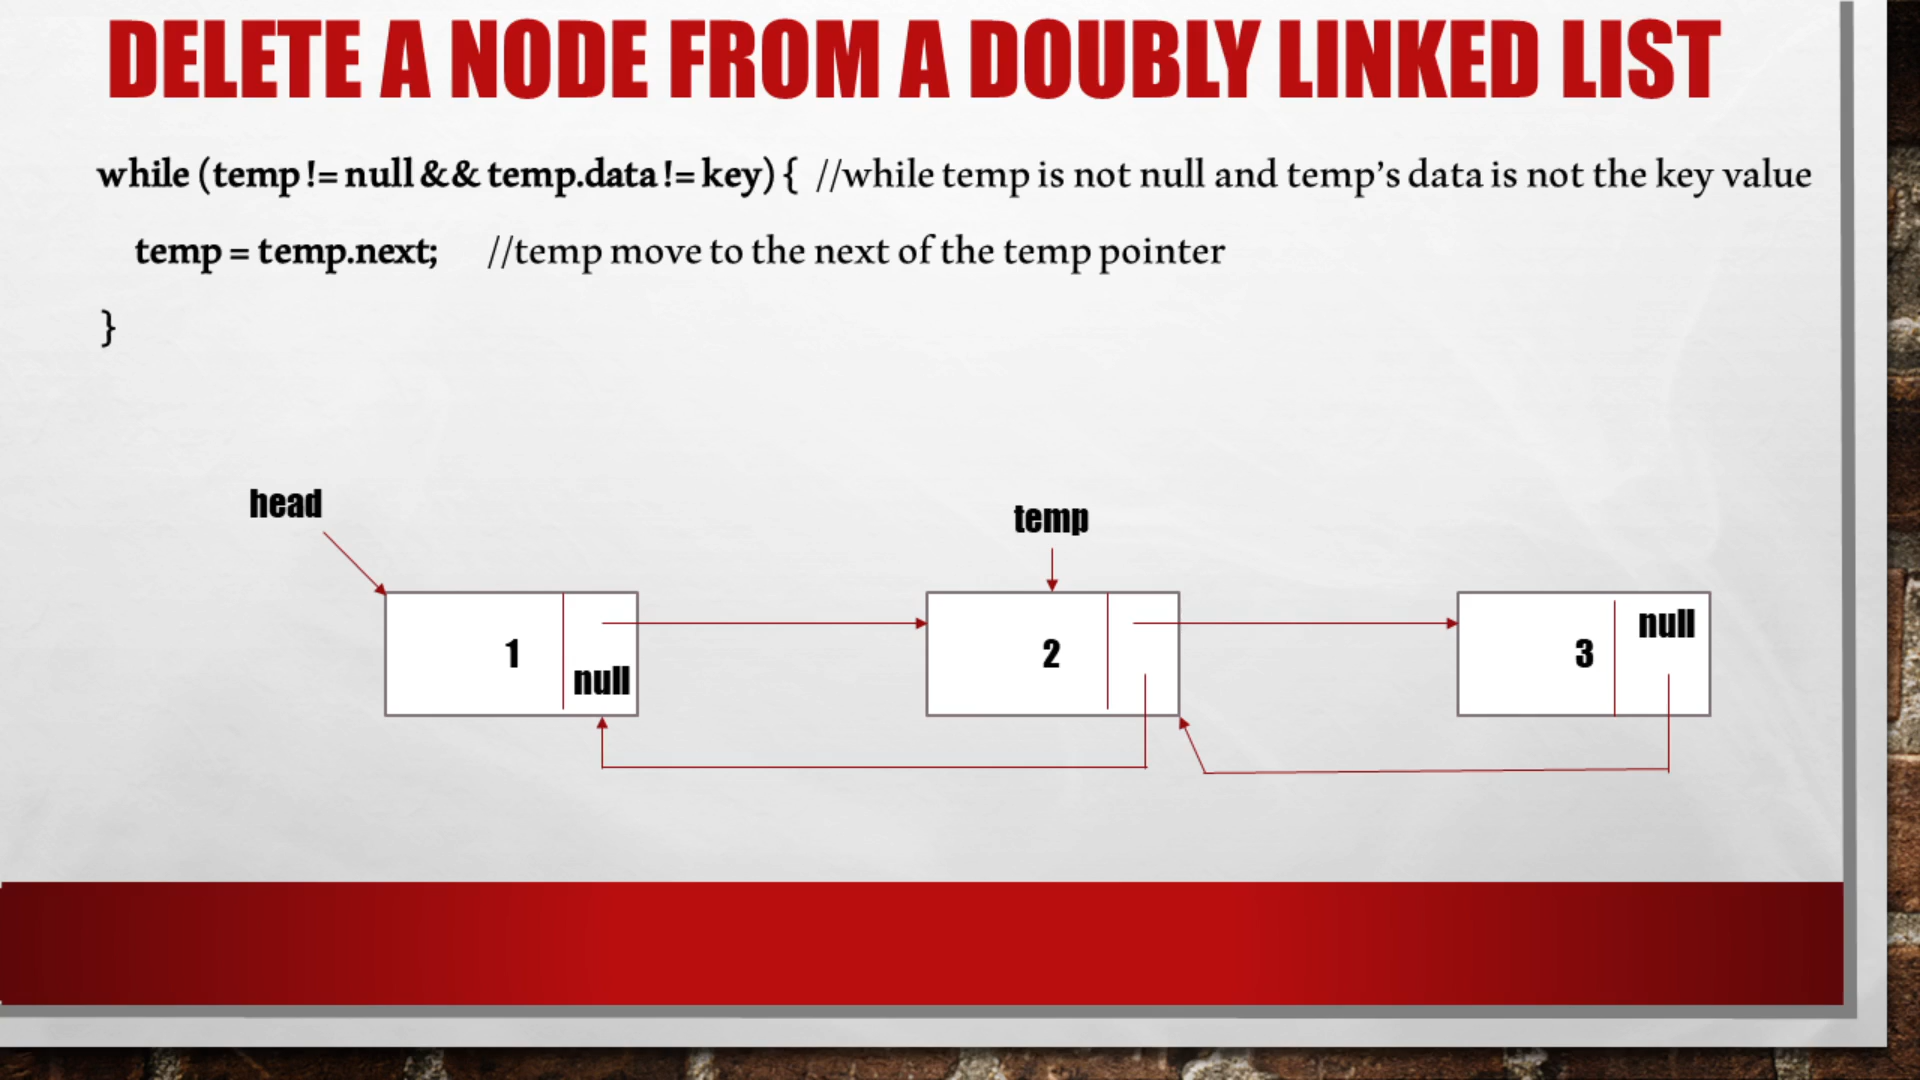 DELETE A NODE FROM A DOUBLY LINKED LIST
while (temp != null && temp.data != key) { //while temp is not null and temp’s data is not the key value
temp = temp.next; //temp move to the next of the temp pointer
}
head
temp
1
null
2
3
null